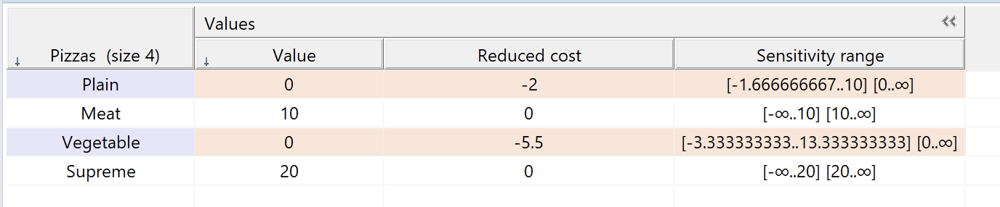 Values
Pizzas (size 4) Value Reduced cost Sensitivity range
Plain 0 -2 [-1.666666667..10] [0..∞]
Meat 10 0 [-∞..10] [10..∞]
Vegetable 0 -5.5 [-3.333333333..13.333333333] [0..∞]
Supreme 20 0 [-∞..20] [20..∞]